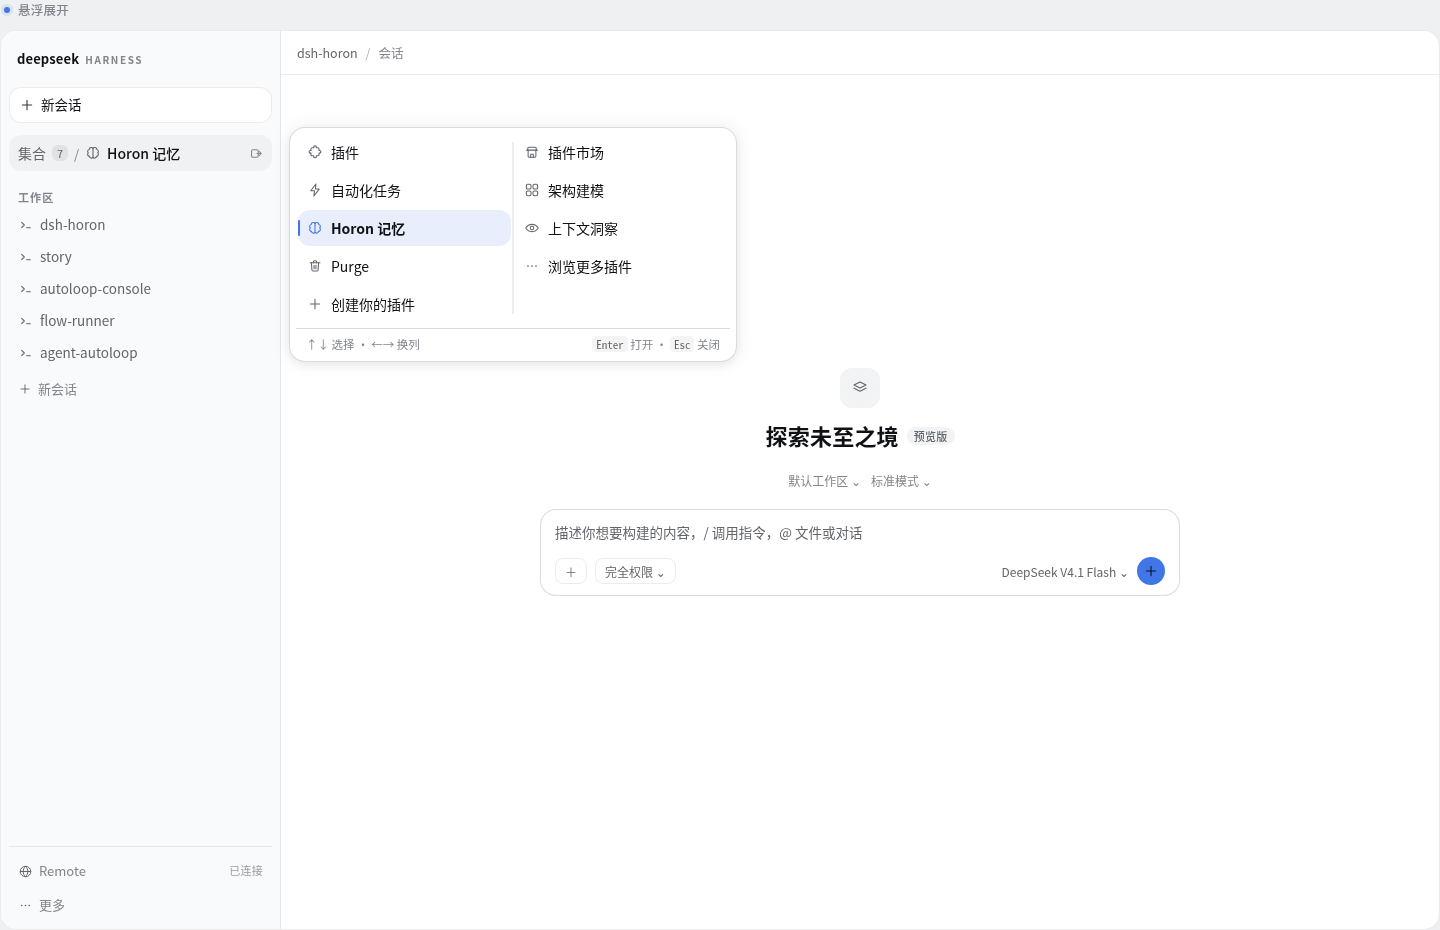 悬浮展开
deepseek HARNESS
dsh-horon / 会话
新会话
集合 7 / Horon 记忆
工作区
dsh-horon
story
autoloop-console
flow-runner
agent-autoloop
新会话
插件
自动化任务
Horon 记忆
Purge
创建你的插件
插件市场
架构建模
上下文洞察
浏览更多插件
↑↓ 选择 · ←→ 换列
Enter 打开 · Esc 关闭
探索未至之境 预览版
默认工作区 标准模式
描述你想要构建的内容，/ 调用指令，@ 文件或对话
完全权限
DeepSeek V4.1 Flash
Remote 已连接
更多